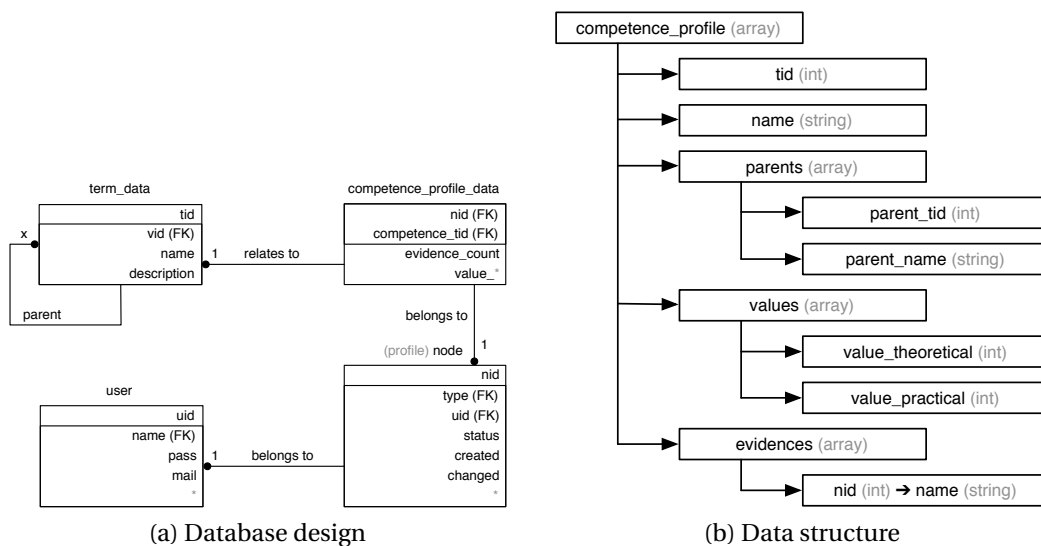 term_data
tid
vid (FK)
name
description
x
parent
1
relates to
competence_profile_data
nid (FK)
competence_tid (FK)
evidence_count
value_*
belongs to
1
(profile) node
nid
type (FK)
uid (FK)
status
created
changed
*
user
uid
name (FK)
pass
mail
*
1
belongs to
(a) Database design
competence_profile (array)
tid (int)
name (string)
parents (array)
parent_tid (int)
parent_name (string)
values (array)
value_theoretical (int)
value_practical (int)
evidences (array)
nid (int) ➔ name (string)
(b) Data structure